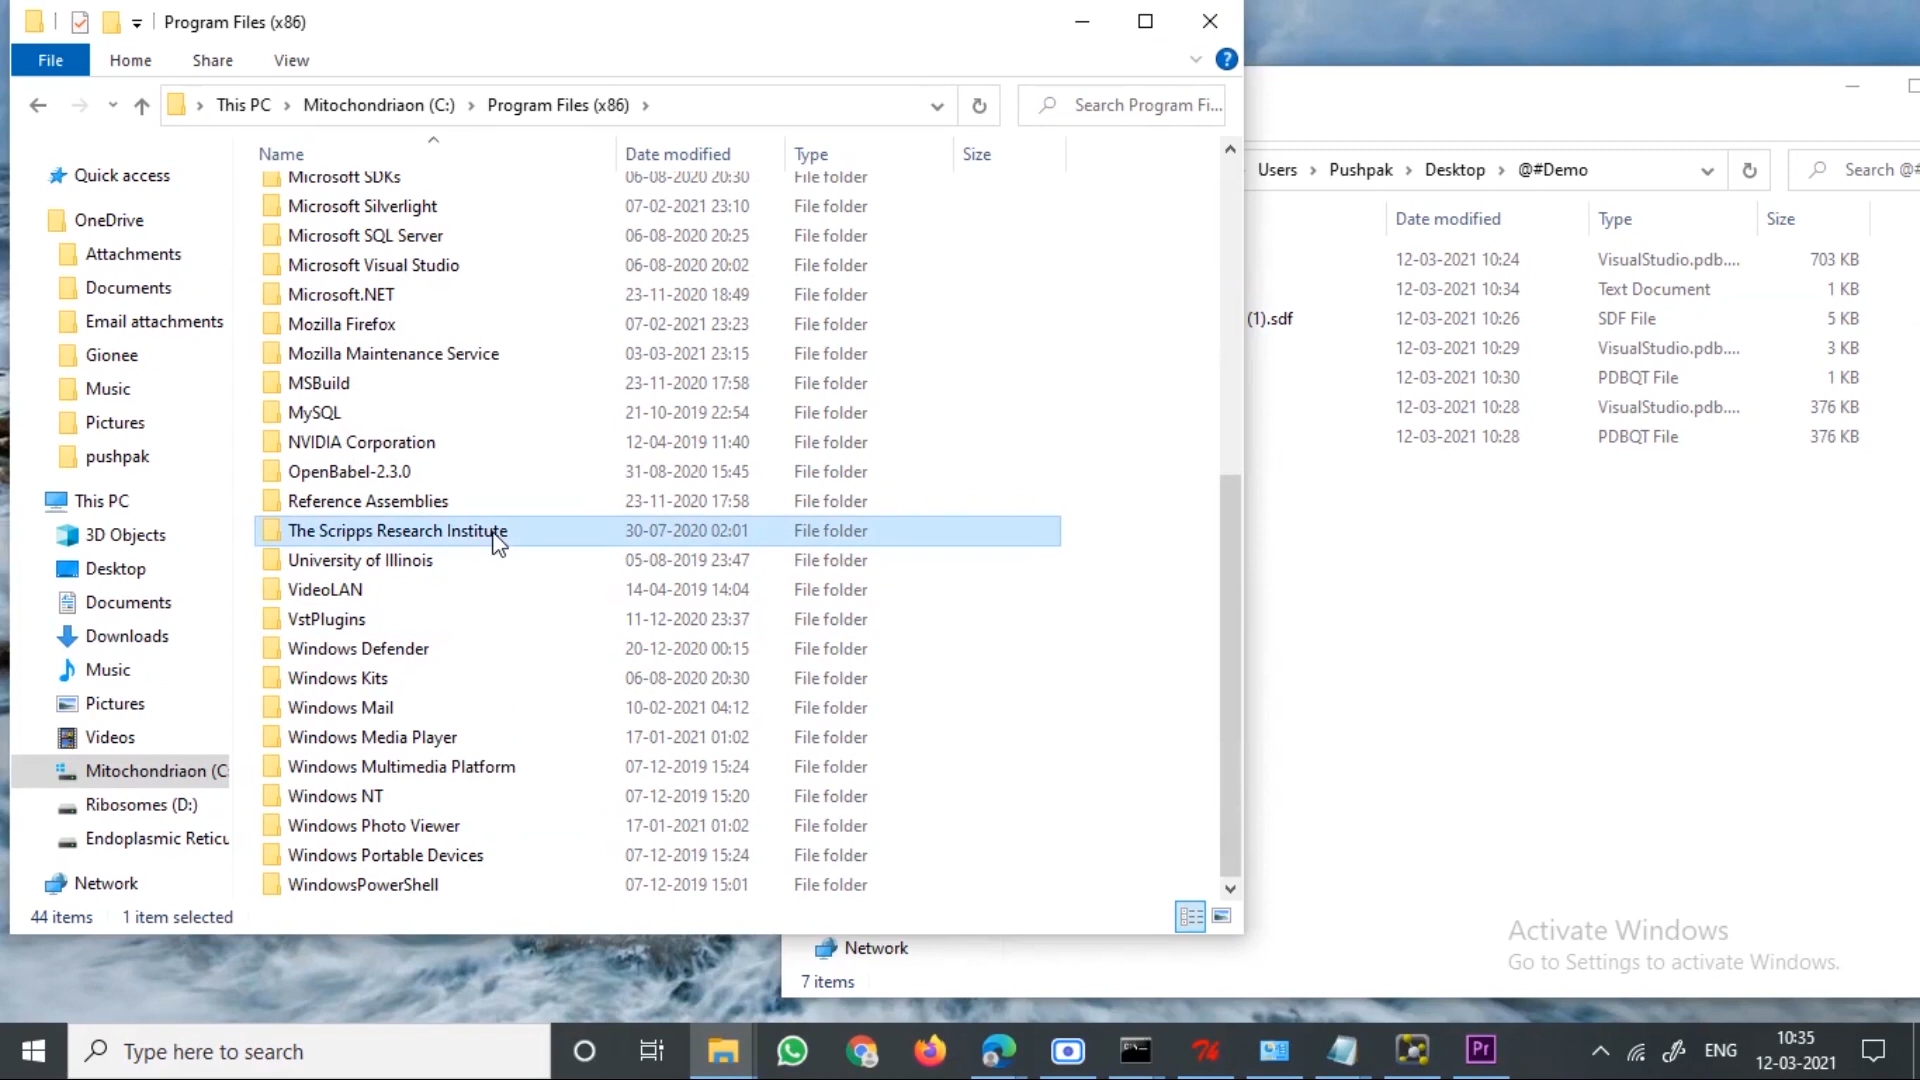 Program Files (x86)
File Home Share View
This PC Mitochondriaon (C:) Program Files (x86)
Search Program Fi...
Name Date modified Type Size
Quick access
OneDrive
Attachments
Documents
Email attachments
Gionee
Music
Pictures
pushpak
This PC
3D Objects
Desktop
Documents
Downloads
Music
Pictures
Videos
Mitochondriaon (C:
Ribosomes (D:)
Endoplasmic Reticu
Network
Microsoft SDKs 06-08-2020 20:30 File folder
Microsoft Silverlight 07-02-2021 23:10 File folder
Microsoft SQL Server 06-08-2020 20:25 File folder
Microsoft Visual Studio 06-08-2020 20:02 File folder
Microsoft.NET 23-11-2020 18:49 File folder
Mozilla Firefox 07-02-2021 23:23 File folder
Mozilla Maintenance Service 03-03-2021 23:15 File folder
MSBuild 23-11-2020 17:58 File folder
MySQL 21-10-2019 22:54 File folder
NVIDIA Corporation 12-04-2019 11:40 File folder
OpenBabel-2.3.0 31-08-2020 15:45 File folder
Reference Assemblies 23-11-2020 17:58 File folder
The Scripps Research Institute 30-07-2020 02:01 File folder
University of Illinois 05-08-2019 23:47 File folder
VideoLAN 14-04-2019 14:04 File folder
VstPlugins 11-12-2020 23:37 File folder
Windows Defender 20-12-2020 00:15 File folder
Windows Kits 06-08-2020 20:30 File folder
Windows Mail 10-02-2021 04:12 File folder
Windows Media Player 17-01-2021 01:02 File folder
Windows Multimedia Platform 07-12-2019 15:24 File folder
Windows NT 07-12-2019 15:20 File folder
Windows Photo Viewer 17-01-2021 01:02 File folder
Windows Portable Devices 07-12-2019 15:24 File folder
WindowsPowerShell 07-12-2019 15:01 File folder
44 items 1 item selected
Users Pushpak Desktop @#Demo
Search @#
Date modified Type Size
12-03-2021 10:24 VisualStudio.pdb.... 703 KB
12-03-2021 10:34 Text Document 1 KB
(1).sdf 12-03-2021 10:26 SDF File 5 KB
12-03-2021 10:29 VisualStudio.pdb.... 3 KB
12-03-2021 10:30 PDBQT File 1 KB
12-03-2021 10:28 VisualStudio.pdb.... 376 KB
12-03-2021 10:28 PDBQT File 376 KB
Network
7 items
Activate Windows
Go to Settings to activate Windows.
Type here to search
Pr
ENG
10:35
12-03-2021